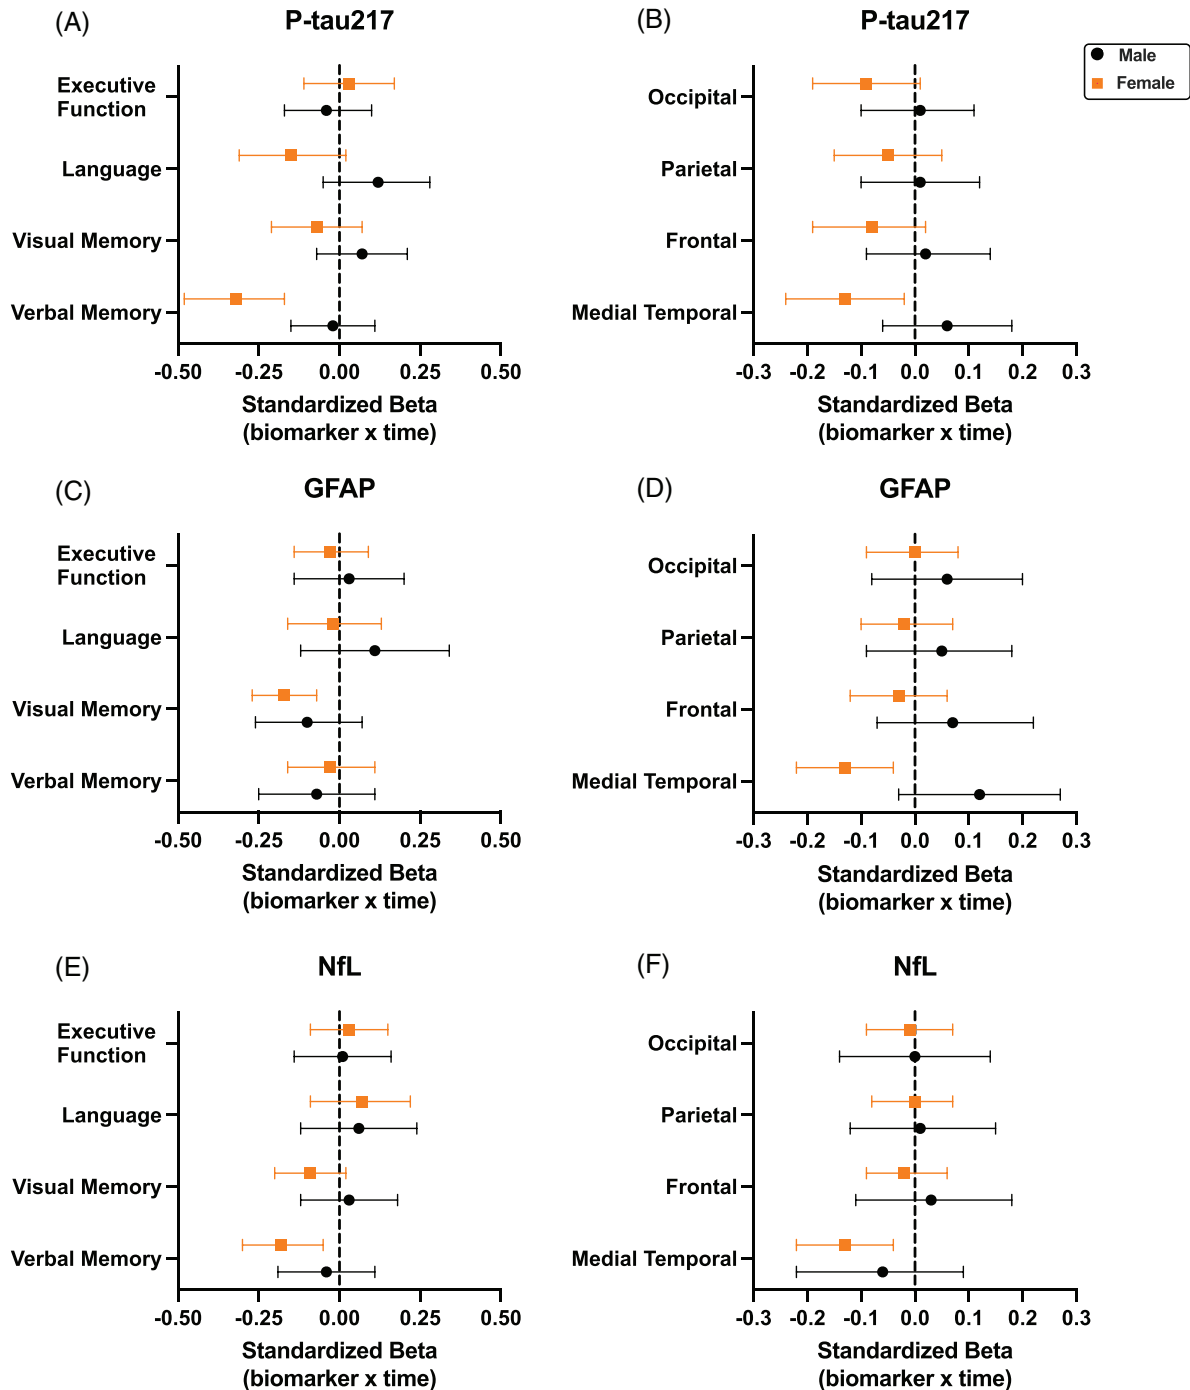 (A)
P-tau217
Executive
Function
Language
Visual Memory
Verbal Memory
-0.50 -0.25 0.00 0.25 0.50
Standardized Beta
(biomarker x time)
(B)
P-tau217
Male
Female
Occipital
Parietal
Frontal
Medial Temporal
-0.3 -0.2 -0.1 0.0 0.1 0.2 0.3
Standardized Beta
(biomarker x time)
(C)
GFAP
Executive
Function
Language
Visual Memory
Verbal Memory
-0.50 -0.25 0.00 0.25 0.50
Standardized Beta
(biomarker x time)
(D)
GFAP
Occipital
Parietal
Frontal
Medial Temporal
-0.3 -0.2 -0.1 0.0 0.1 0.2 0.3
Standardized Beta
(biomarker x time)
(E)
NfL
Executive
Function
Language
Visual Memory
Verbal Memory
-0.50 -0.25 0.00 0.25 0.50
Standardized Beta
(biomarker x time)
(F)
NfL
Occipital
Parietal
Frontal
Medial Temporal
-0.3 -0.2 -0.1 0.0 0.1 0.2 0.3
Standardized Beta
(biomarker x time)